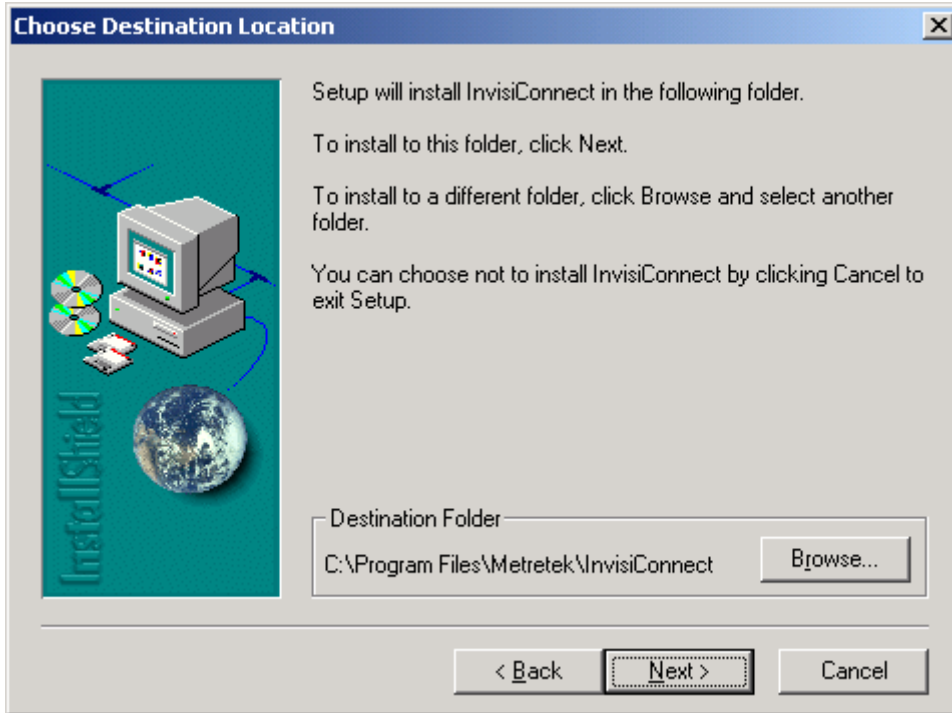 Choose Destination Location
Setup will install InvisiConnect in the following folder.
To install to this folder, click Next.
To install to a different folder, click Browse and select another
folder.
You can choose not to install InvisiConnect by clicking Cancel to
exit Setup.
InstallShield
Destination Folder
C:\Program Files\Metretek\InvisiConnect
Browse...
< Back
Next >
Cancel